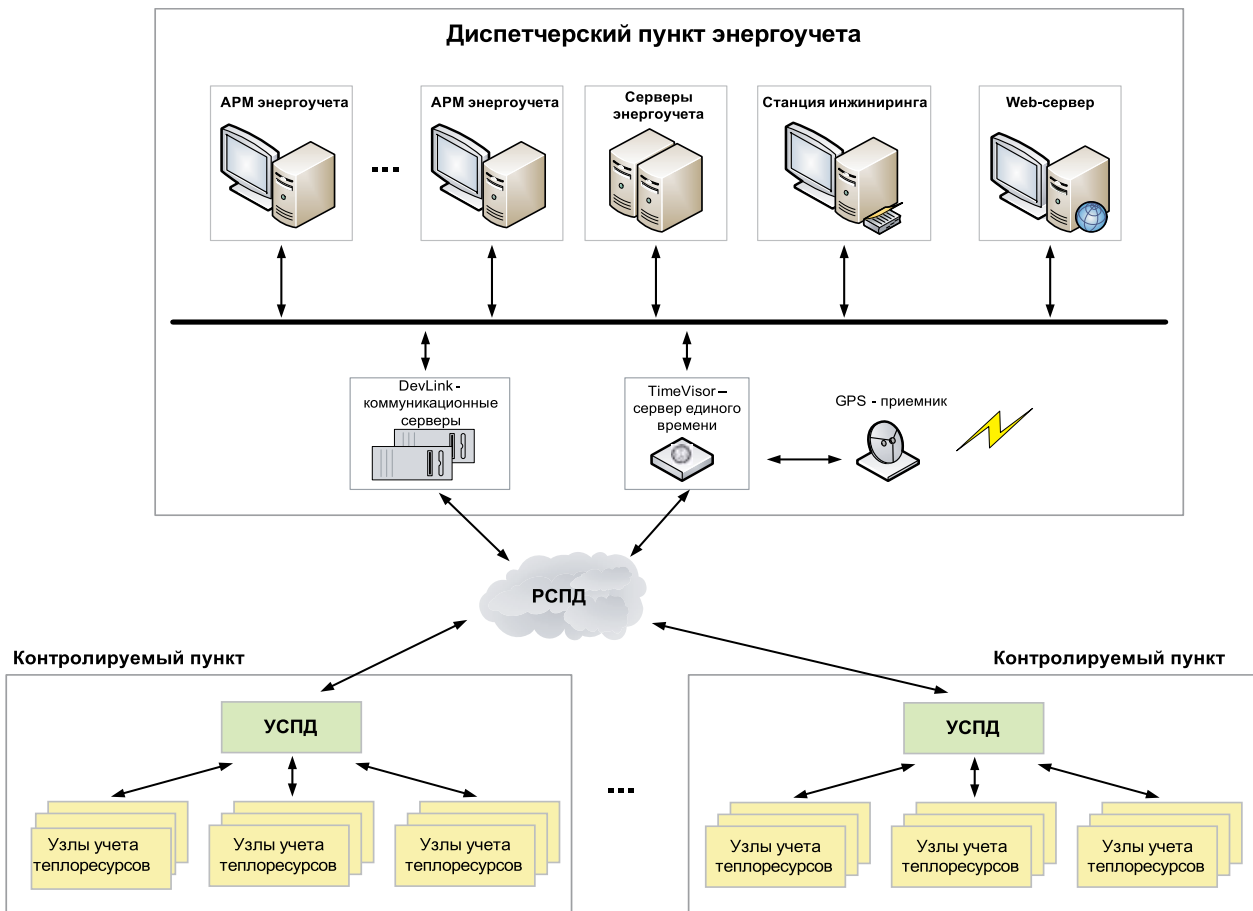 Диспетчерский пункт энергоучета
АРМ энергоучета
АРМ энергоучета
Серверы
энергоучета
Станция инжиниринга
Web-сервер
...
DevLink -
коммуникационные
серверы
TimeVisor –
сервер единого
времени
GPS - приемник
РСПД
Контролируемый пункт
Контролируемый пункт
УСПД
УСПД
...
Узлы учета
теплоресурсов
Узлы учета
теплоресурсов
Узлы учета
теплоресурсов
Узлы учета
теплоресурсов
Узлы учета
теплоресурсов
Узлы учета
теплоресурсов